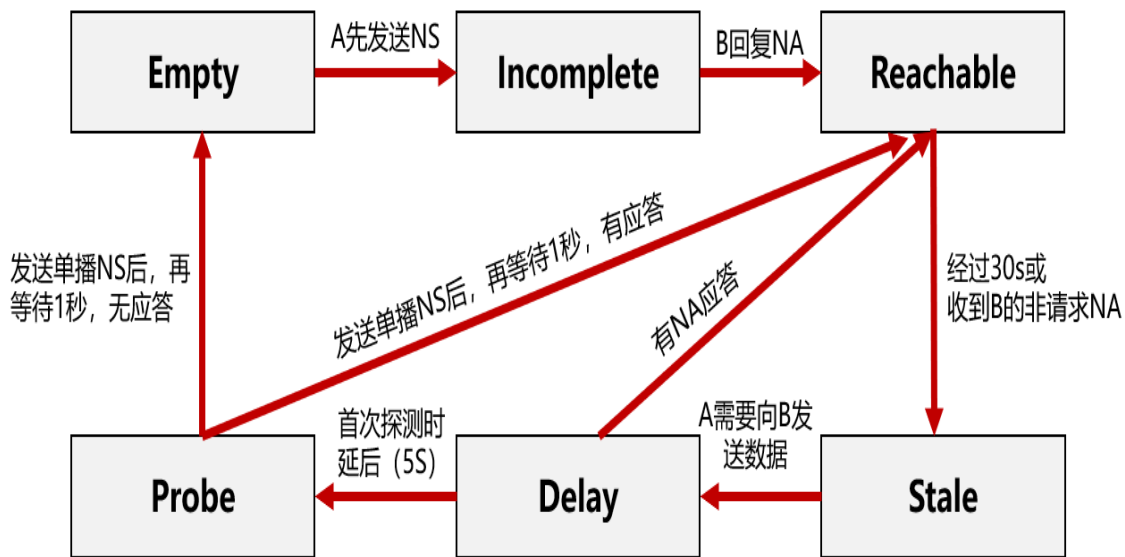 A先发送NS
B回复NA
Empty
Incomplete
Reachable
发送单播NS后，再
等待1秒，无应答
发送单播NS后，再等待1秒，有应答
有NA应答
经过30s或
收到B的非请求NA
首次探测时
延后（5S）
A需要向B发
送数据
Probe
Delay
Stale